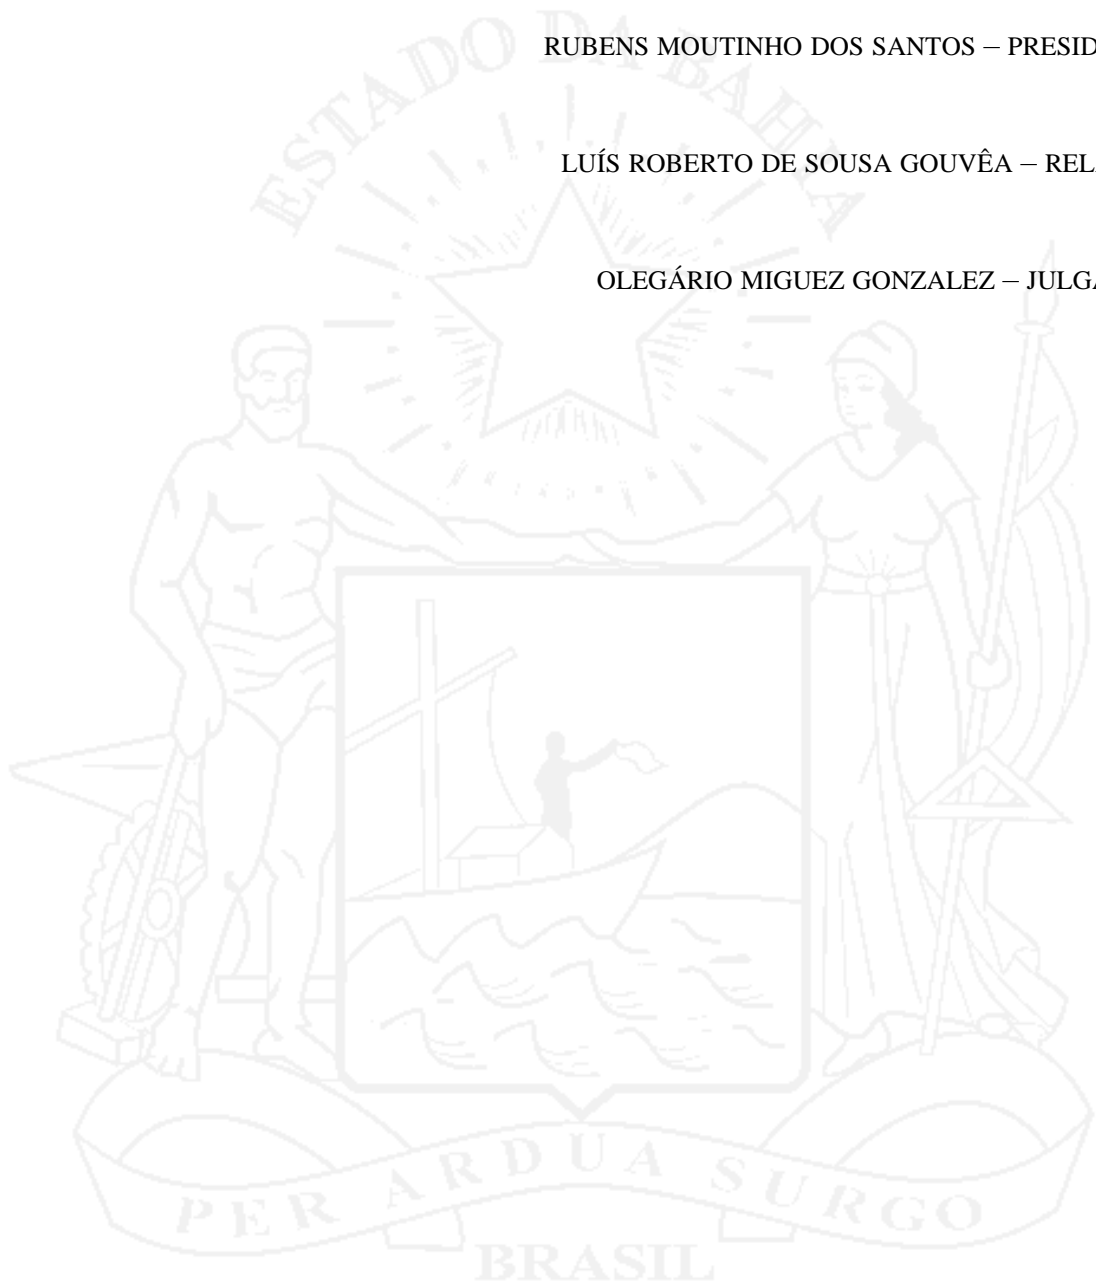 RUBENS MOUTINHO DOS SANTOS – PRESID
LUÍS ROBERTO DE SOUSA GOUVÊA – REL
OLEGÁRIO MIGUEZ GONZALEZ – JULGA
ESTADO DA BAHIA
PER ARDUA SURGO
BRASIL